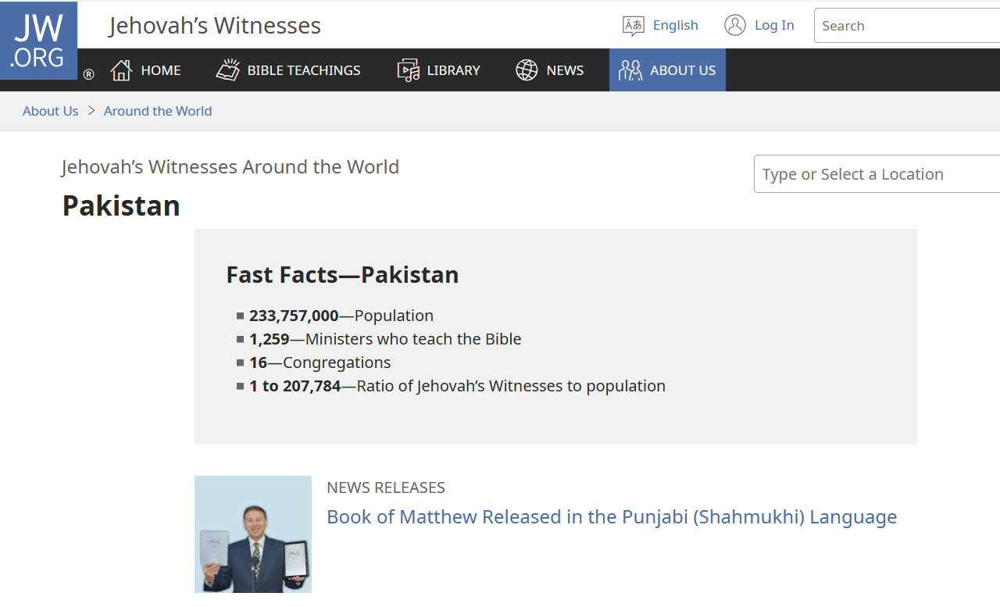 JW
.ORG
®
Jehovah’s Witnesses
English
Log In
Search
HOME
BIBLE TEACHINGS
LIBRARY
NEWS
ABOUT US
About Us
Around the World
Jehovah’s Witnesses Around the World
Type or Select a Location
Pakistan
Fast Facts—Pakistan
233,757,000—Population
1,259—Ministers who teach the Bible
16—Congregations
1 to 207,784—Ratio of Jehovah’s Witnesses to population
NEWS RELEASES
Book of Matthew Released in the Punjabi (Shahmukhi) Language